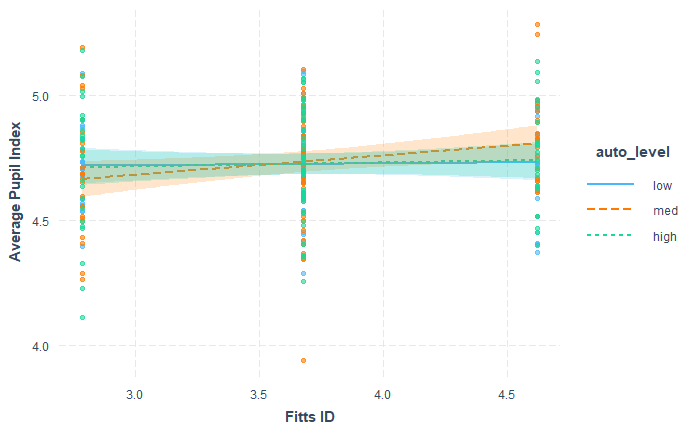 5.0
4.5
4.0
Average Pupil Index
3.0 3.5 4.0 4.5
Fitts ID
auto_level
low
med
high